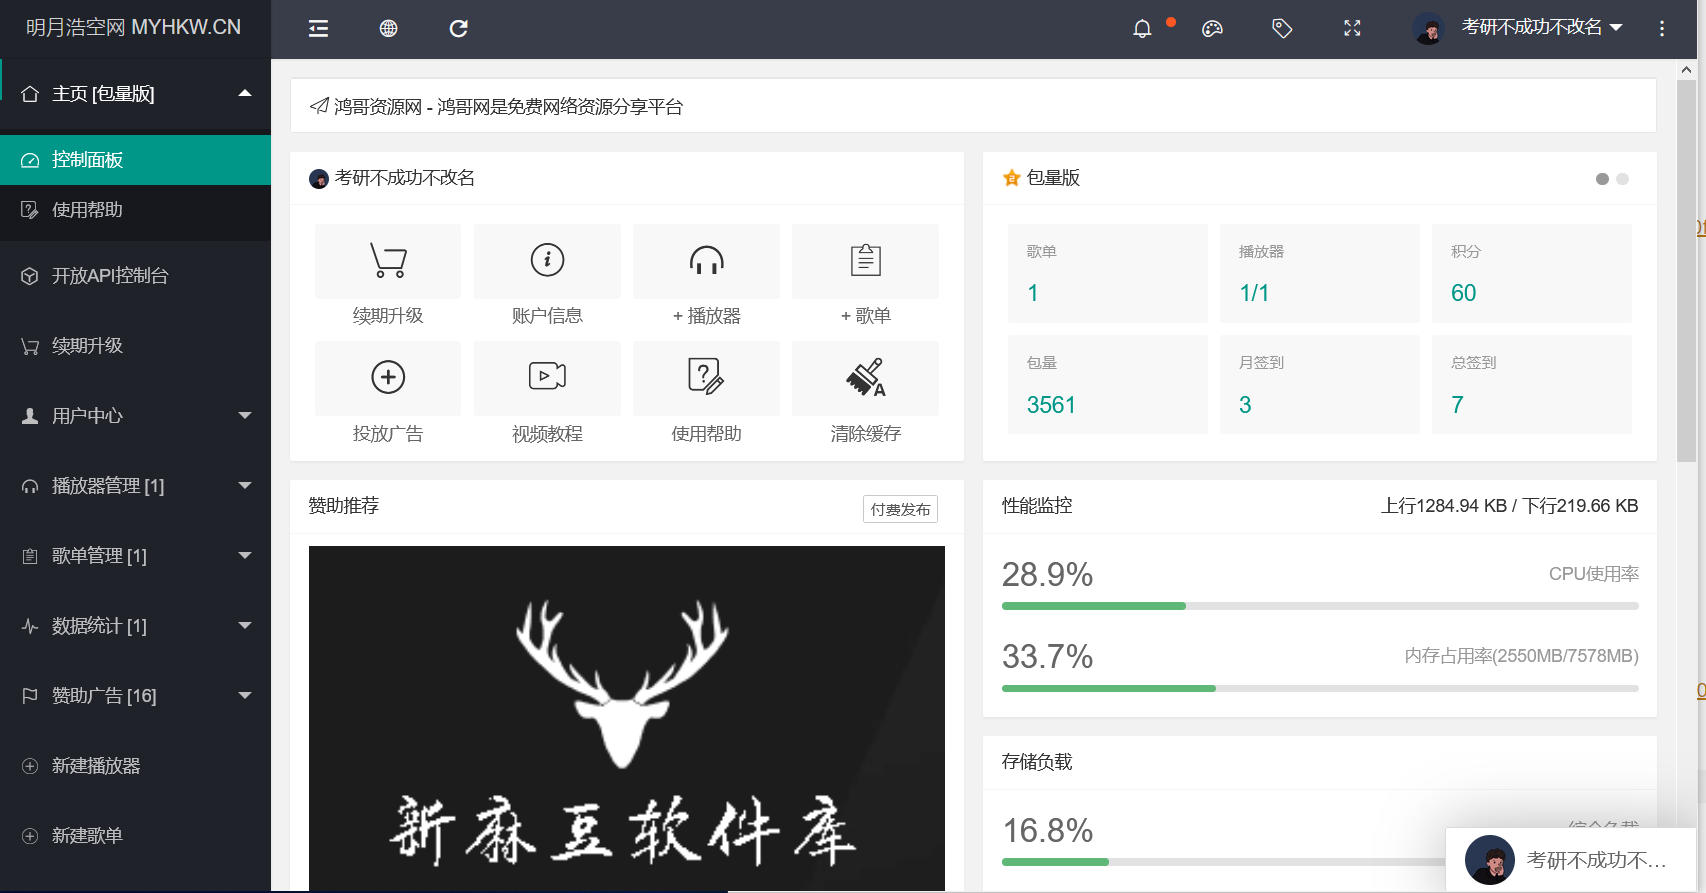 明月浩空网 MYHKW.CN
考研不成功不改名
主页 [包量版]
控制面板
使用帮助
开放API控制台
续期升级
用户中心
播放器管理 [1]
歌单管理 [1]
数据统计 [1]
赞助广告 [16]
新建播放器
新建歌单
鸿哥资源网 - 鸿哥网是免费网络资源分享平台
考研不成功不改名
续期升级
账户信息
+ 播放器
+ 歌单
投放广告
视频教程
使用帮助
清除缓存
包量版
歌单
播放器
积分
1
1/1
60
包量
月签到
总签到
3561
3
7
赞助推荐
付费发布
新麻豆软件库
性能监控
上行1284.94 KB / 下行219.66 KB
28.9%
CPU使用率
33.7%
内存占用率(2550MB/7578MB)
存储负载
16.8%
考研不成功不…